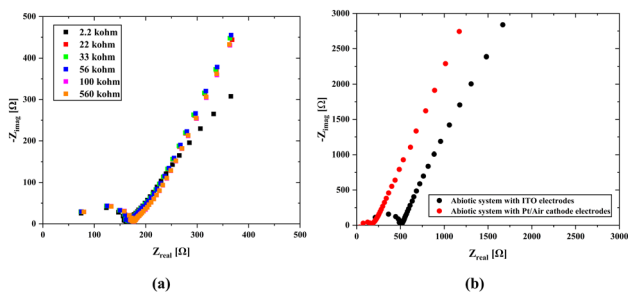 (a)
2.2 kohm
22 kohm
33 kohm
56 kohm
100 kohm
560 kohm
-Zimag [Ω]
500
400
300
200
100
0
0 100 200 300 400 500
Zreal [Ω]
(a)
-Zimag [Ω]
3000
2500
2000
1500
1000
500
0
Abiotic system with ITO electrodes
Abiotic system with Pt/Air cathode electrodes
0 500 1000 1500 2000 2500 3000
Zreal [Ω]
(b)